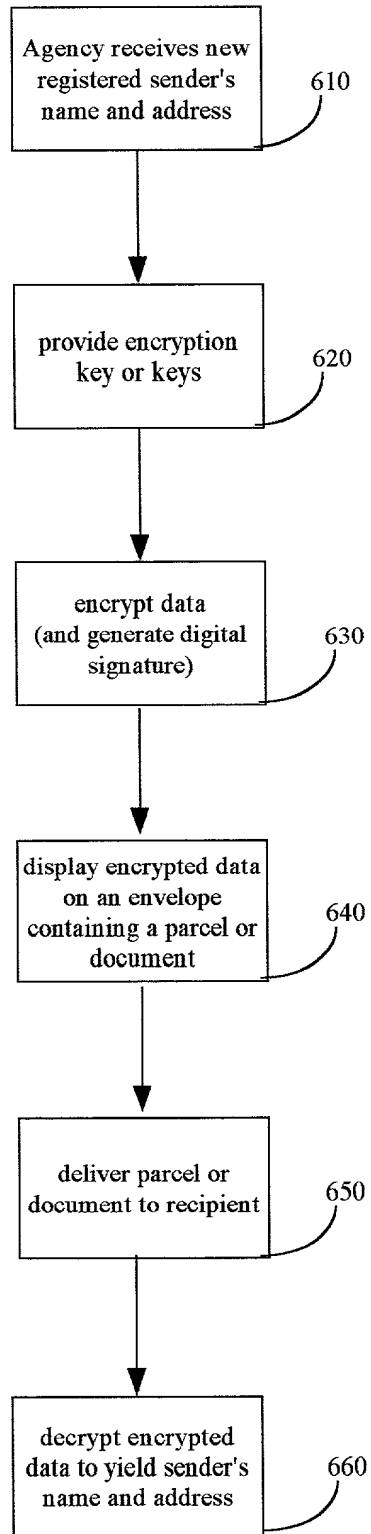 Agency receives new
registered sender's
name and address
610
provide encryption
key or keys
620
encrypt data
(and generate digital
signature)
630
display encrypted data
on an envelope
containing a parcel or
document
640
deliver parcel or
document to recipient
650
decrypt encrypted
data to yield sender's
name and address
660